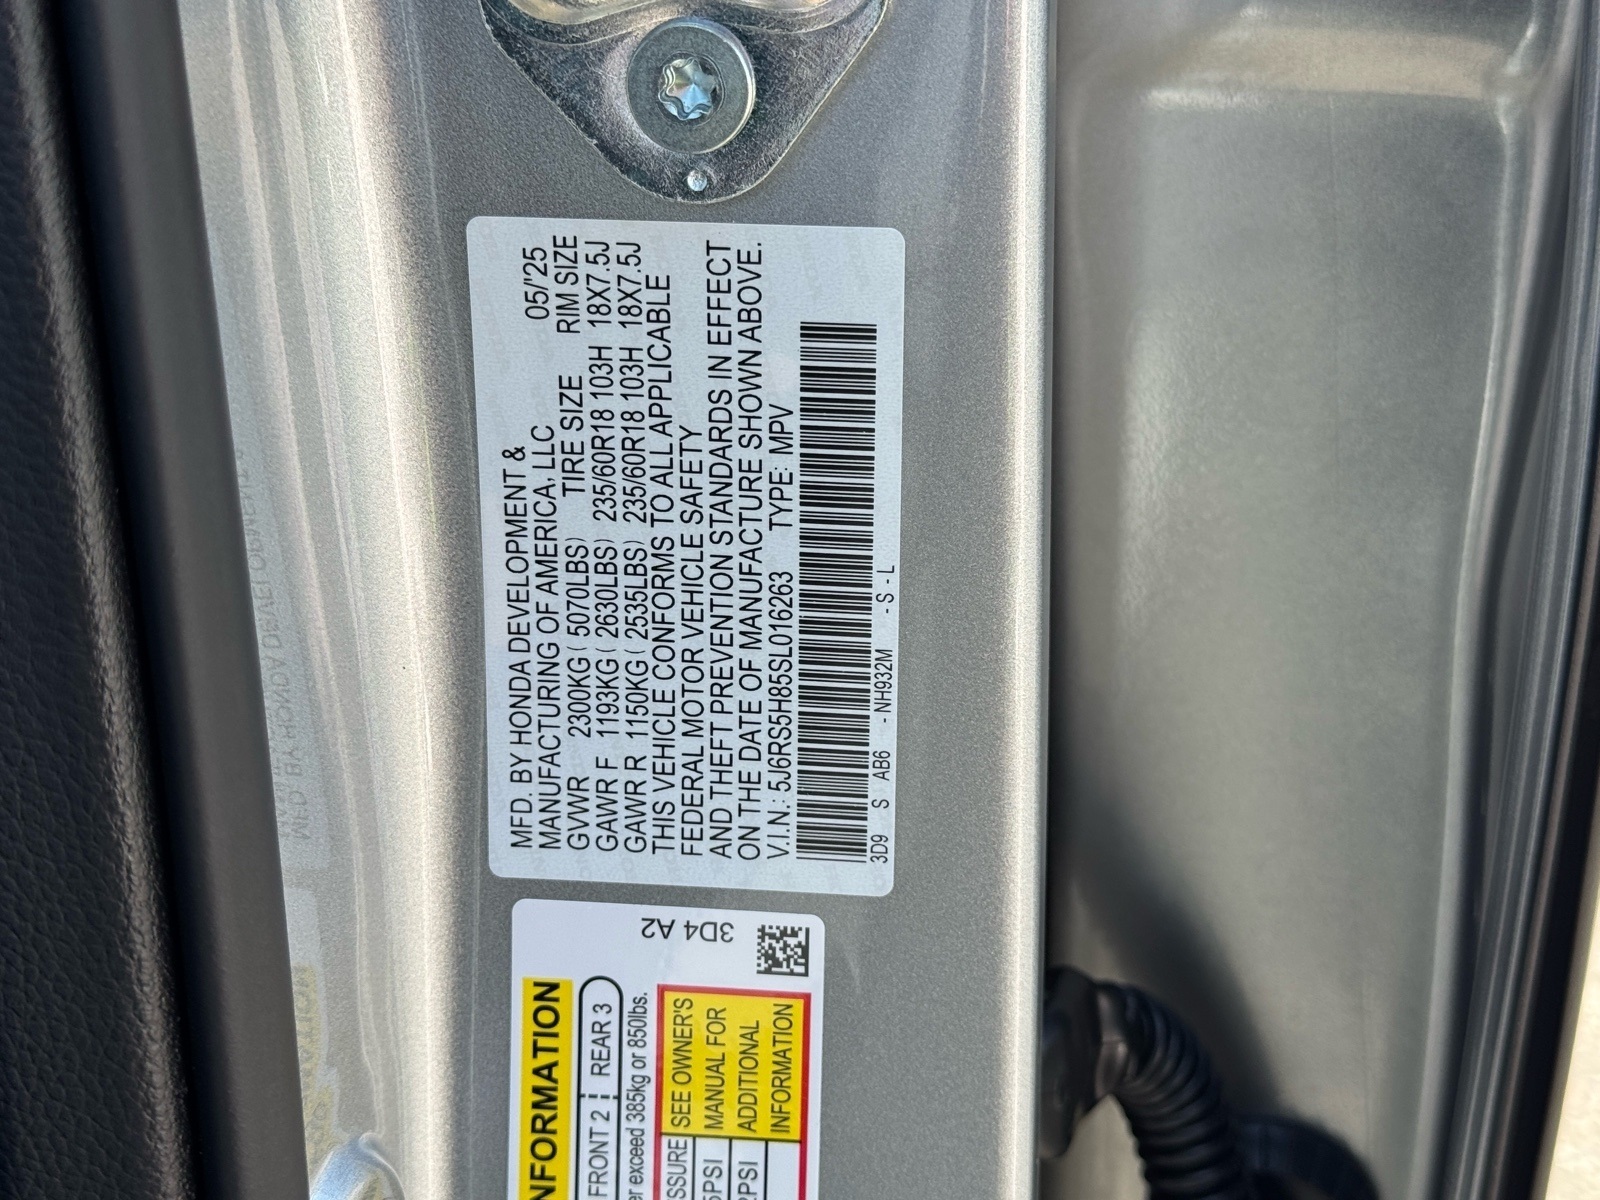 MFD. BY HONDA DEVELOPMENT &
MANUFACTURING OF AMERICA, LLC 05/'25
GVWR 2300KG (5070LBS) TIRE SIZE RIM SIZE
GAWR F 1193KG (2630LBS) 235/60R18 103H 18X7.5J
GAWR R 1150KG (2535LBS) 235/60R18 103H 18X7.5J
THIS VEHICLE CONFORMS TO ALL APPLICABLE
FEDERAL MOTOR VEHICLE SAFETY
AND THEFT PREVENTION STANDARDS IN EFFECT
ON THE DATE OF MANUFACTURE SHOWN ABOVE.
V.I.N.: 5J6RS5H85SL016263 TYPE: MPV
3D9 S AB6 - NH932M - S - L
3D4 A2
FRONT 2 REAR 3
exceed 385kg or 850lbs.
SEE OWNER'S
MANUAL FOR
ADDITIONAL
INFORMATION